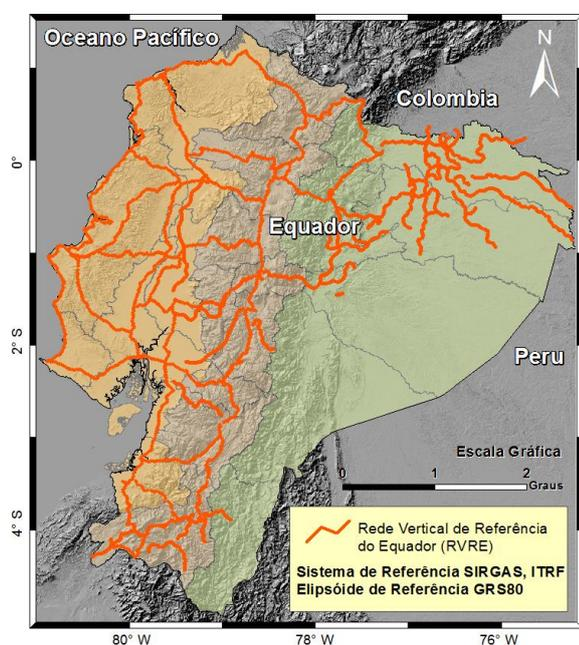 Oceano Pacífico
N
Colombia
0°
Equador
2° S
Peru
Escala Gráfica
0 1 2
Graus
4° S
Rede Vertical de Referência
do Equador (RVRE)
Sistema de Referência SIRGAS, ITRF
Elipsóide de Referência GRS80
80° W 78° W 76° W